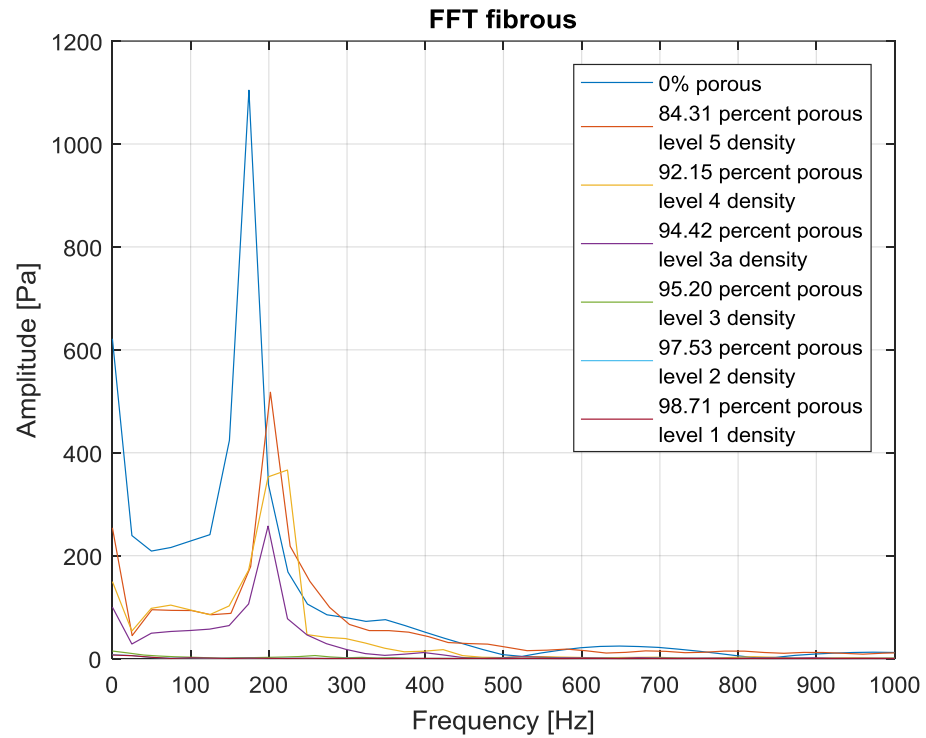 FFT fibrous
1200
1000
800
600
400
200
0
Amplitude [Pa]
0% porous
84.31 percent porous
level 5 density
92.15 percent porous
level 4 density
94.42 percent porous
level 3a density
95.20 percent porous
level 3 density
97.53 percent porous
level 2 density
98.71 percent porous
level 1 density
0 100 200 300 400 500 600 700 800 900 1000
Frequency [Hz]